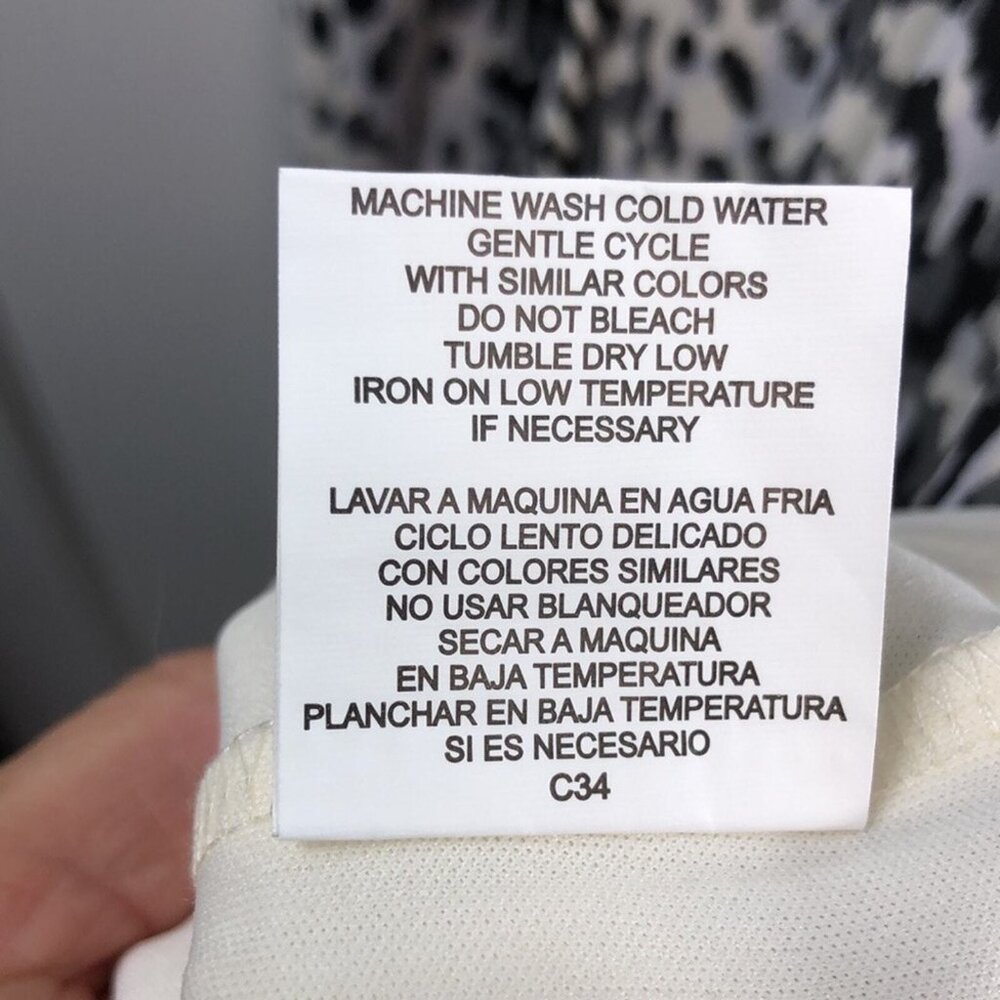 MACHINE WASH COLD WATER
GENTLE CYCLE
WITH SIMILAR COLORS
DO NOT BLEACH
TUMBLE DRY LOW
IRON ON LOW TEMPERATURE
IF NECESSARY
LAVAR A MAQUINA EN AGUA FRIA
CICLO LENTO DELICADO
CON COLORES SIMILARES
NO USAR BLANQUEADOR
SECAR A MAQUINA
EN BAJA TEMPERATURA
PLANCHAR EN BAJA TEMPERATURA
SI ES NECESARIO
C34